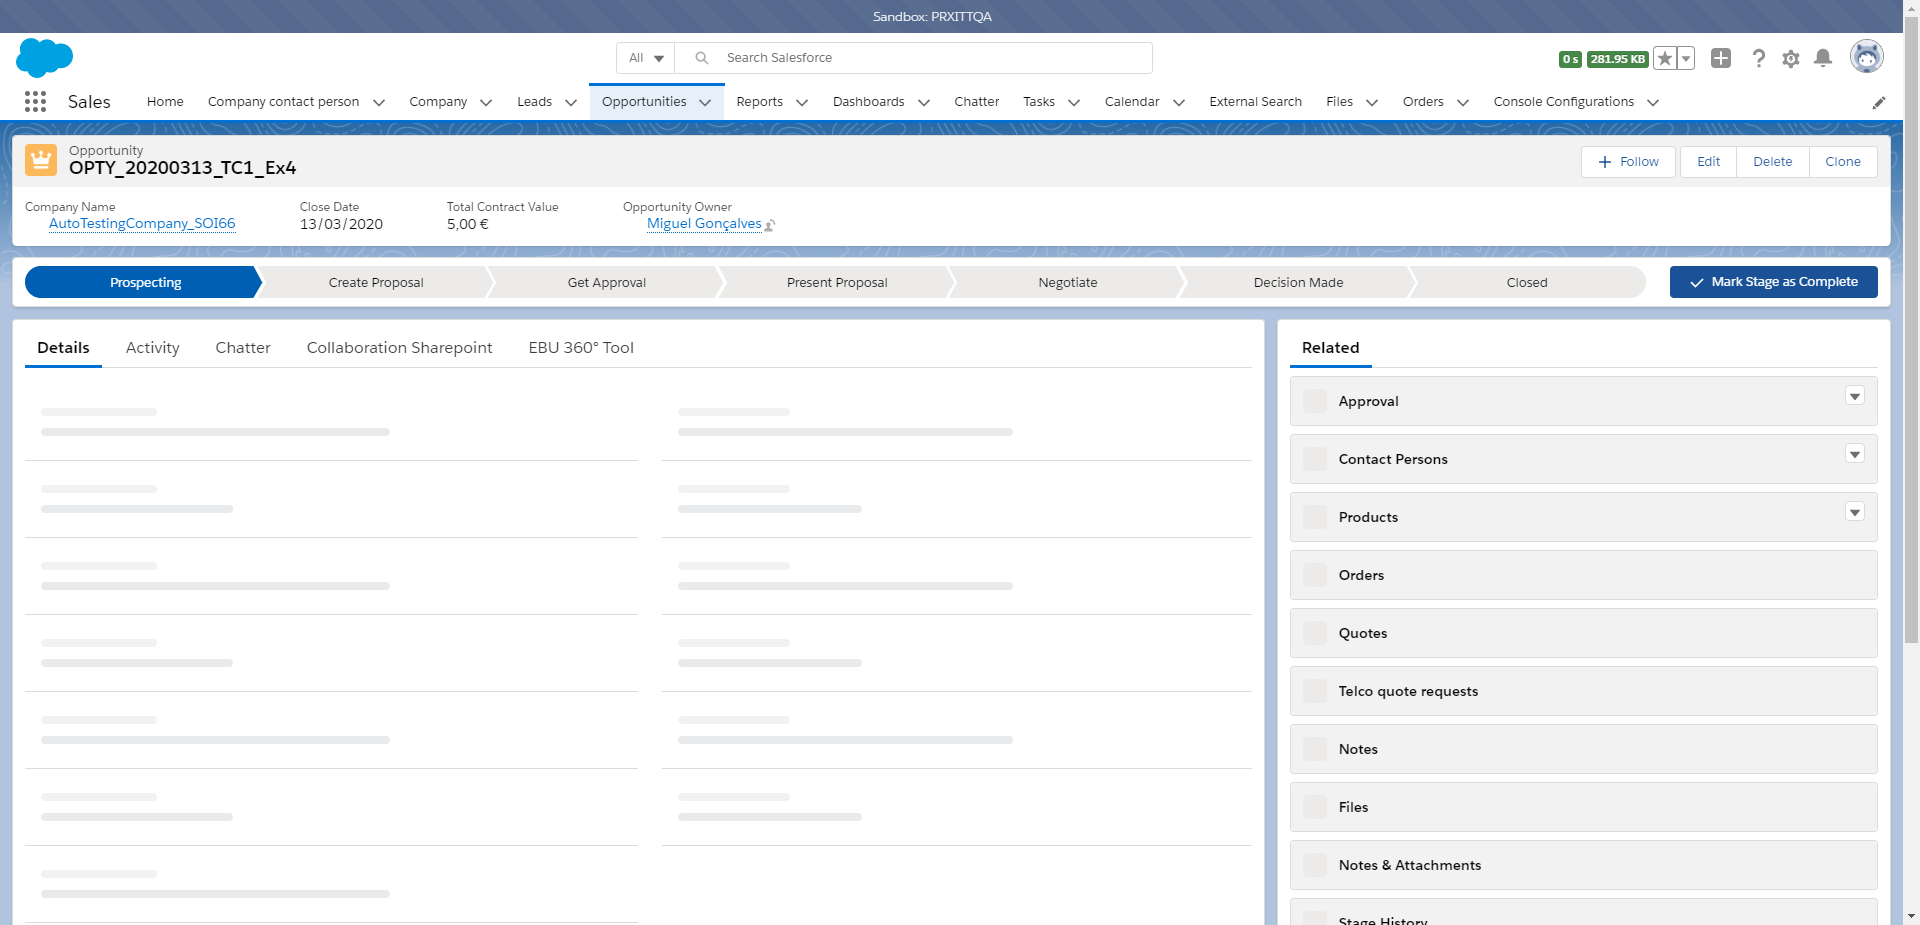 Sandbox: PRXITTQA
All
Search Salesforce
0 s
281.95 KB
Sales
Home
Company contact person
Company
Leads
Opportunities
Reports
Dashboards
Chatter
Tasks
Calendar
External Search
Files
Orders
Console Configurations
Opportunity
OPTY_20200313_TC1_Ex4
Follow
Edit
Delete
Clone
Company Name
AutoTestingCompany_SOI66
Close Date
13/03/2020
Total Contract Value
5,00 €
Opportunity Owner
Miguel Gonçalves
Prospecting
Create Proposal
Get Approval
Present Proposal
Negotiate
Decision Made
Closed
Mark Stage as Complete
Details
Activity
Chatter
Collaboration Sharepoint
EBU 360° Tool
Related
Approval
Contact Persons
Products
Orders
Quotes
Telco quote requests
Notes
Files
Notes & Attachments
Stage History